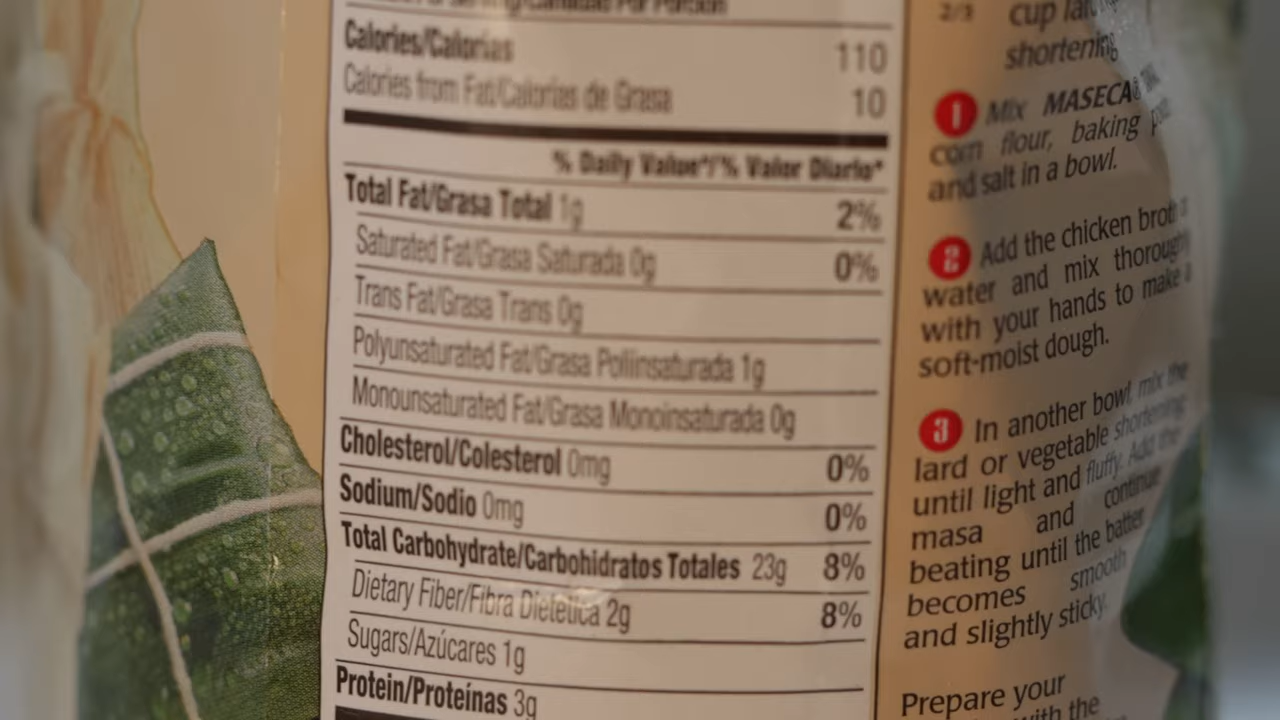 Calories/Calorias 110
Calories from Fat/Calorías de Grasa 10
% Daily Value*/% Valor Diario*
Total Fat/Grasa Total 1g 2%
Saturated Fat/Grasa Saturada 0g 0%
Trans Fat/Grasa Trans 0g
Polyunsaturated Fat/Grasa Poliinsaturada 1g
Monounsaturated Fat/Grasa Monoinsaturada 0g
Cholesterol/Colesterol 0mg 0%
Sodium/Sodio 0mg 0%
Total Carbohydrate/Carbohidratos Totales 23g 8%
Dietary Fiber/Fibra Dietética 2g 8%
Sugars/Azúcares 1g
Protein/Proteínas 3g
2/3 cup
shortening
1 Mix MASECA®
corn flour, baking
and salt in a bowl.
2 Add the chicken broth
water and mix
with your hands to make a
soft-moist dough.
3 In another bowl, mix the
lard or vegetable shortening
until light and fluffy. Add the
masa and continue
beating until the batter
becomes smooth
and slightly sticky.
Prepare your
with the